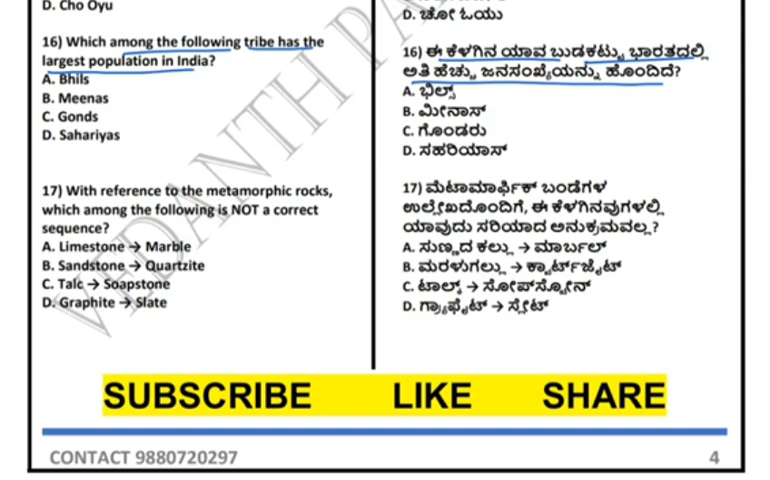 D. Cho Oyu
16) Which among the following tribe has the
largest population in India?
A. Bhils
B. Meenas
C. Gonds
D. Sahariyas
17) With reference to the metamorphic rocks,
which among the following is NOT a correct
sequence?
A. Limestone → Marble
B. Sandstone → Quartzite
C. Talc → Soapstone
D. Graphite → Slate
D. ಚೋ ಓಯು
16) ಈ ಕೆಳಗಿನ ಯಾವ ಬುಡಕಟ್ಟು ಭಾರತದಲ್ಲಿ
ಅತಿ ಹೆಚ್ಚು ಜನಸಂಖ್ಯೆಯನ್ನು ಹೊಂದಿದೆ?
A. ಭಿಲ್ಸ್
B. ಮೀನಾಸ್
C. ಗೊಂಡರು
D. ಸಹರಿಯಾಸ್
17) ಮೆಟಾಮಾರ್ಫಿಕ್ ಬಂಡೆಗಳ
ಉಲ್ಲೇಖದೊಂದಿಗೆ, ಈ ಕೆಳಗಿನವುಗಳಲ್ಲಿ
ಯಾವುದು ಸರಿಯಾದ ಅನುಕ್ರಮವಲ್ಲ?
A. ಸುಣ್ಣದ ಕಲ್ಲು → ಮಾರ್ಬಲ್
B. ಮರಳುಗಲ್ಲು → ಕ್ವಾರ್ಟ್ಜೈಟ್
C. ಟಾಲ್ಕ್ → ಸೋಪ್‌ಸ್ಟೋನ್
D. ಗ್ರ್ಯಾಫೈಟ್ → ಸ್ಲೇಟ್
VEDANTH
SUBSCRIBE LIKE SHARE
CONTACT 9880720297 4